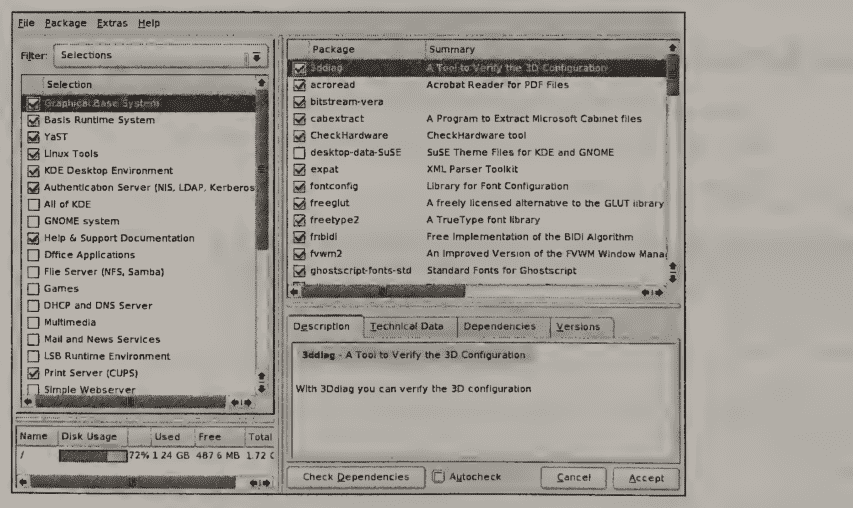 File Package Extras Help
Filter: Selections
Selection
Graphical Base System
Basis Runtime System
YaST
Linux Tools
KDE Desktop Environment
Authentication Server (NIS, LDAP, Kerberos
All of KDE
GNOME system
Help & Support Documentation
Office Applications
File Server (NFS, Samba)
Games
DHCP and DNS Server
Multimedia
Mail and News Services
LSB Runtime Environment
Print Server (CUPS)
Simple Webserver
Name Disk Usage Used Free Total
/ 72% 1.24 GB 487.6 MB 1.72 G
Package Summary
3ddiag A Tool to Verify the 3D Configuration
acroread Acrobat Reader for PDF Files
bitstream-vera
cabextract A Program to Extract Microsoft Cabinet files
CheckHardware CheckHardware tool
desktop-data-SuSE SuSE Theme Files for KDE and GNOME
expat XML Parser Toolkit
fontconfig Library for Font Configuration
freeglut A freely licensed alternative to the GLUT library
freetype2 A TrueType font library
fribidi Free Implementation of the BIDI Algorithm
fvwm2 An Improved Version of the FVWM Window Mana
ghostscript-fonts-std Standard Fonts for Ghostscript
Description Technical Data Dependencies Versions
3ddiag - A Tool to Verify the 3D Configuration
With 3Ddiag you can verify the 3D configuration
Check Dependencies Autocheck Cancel Accept